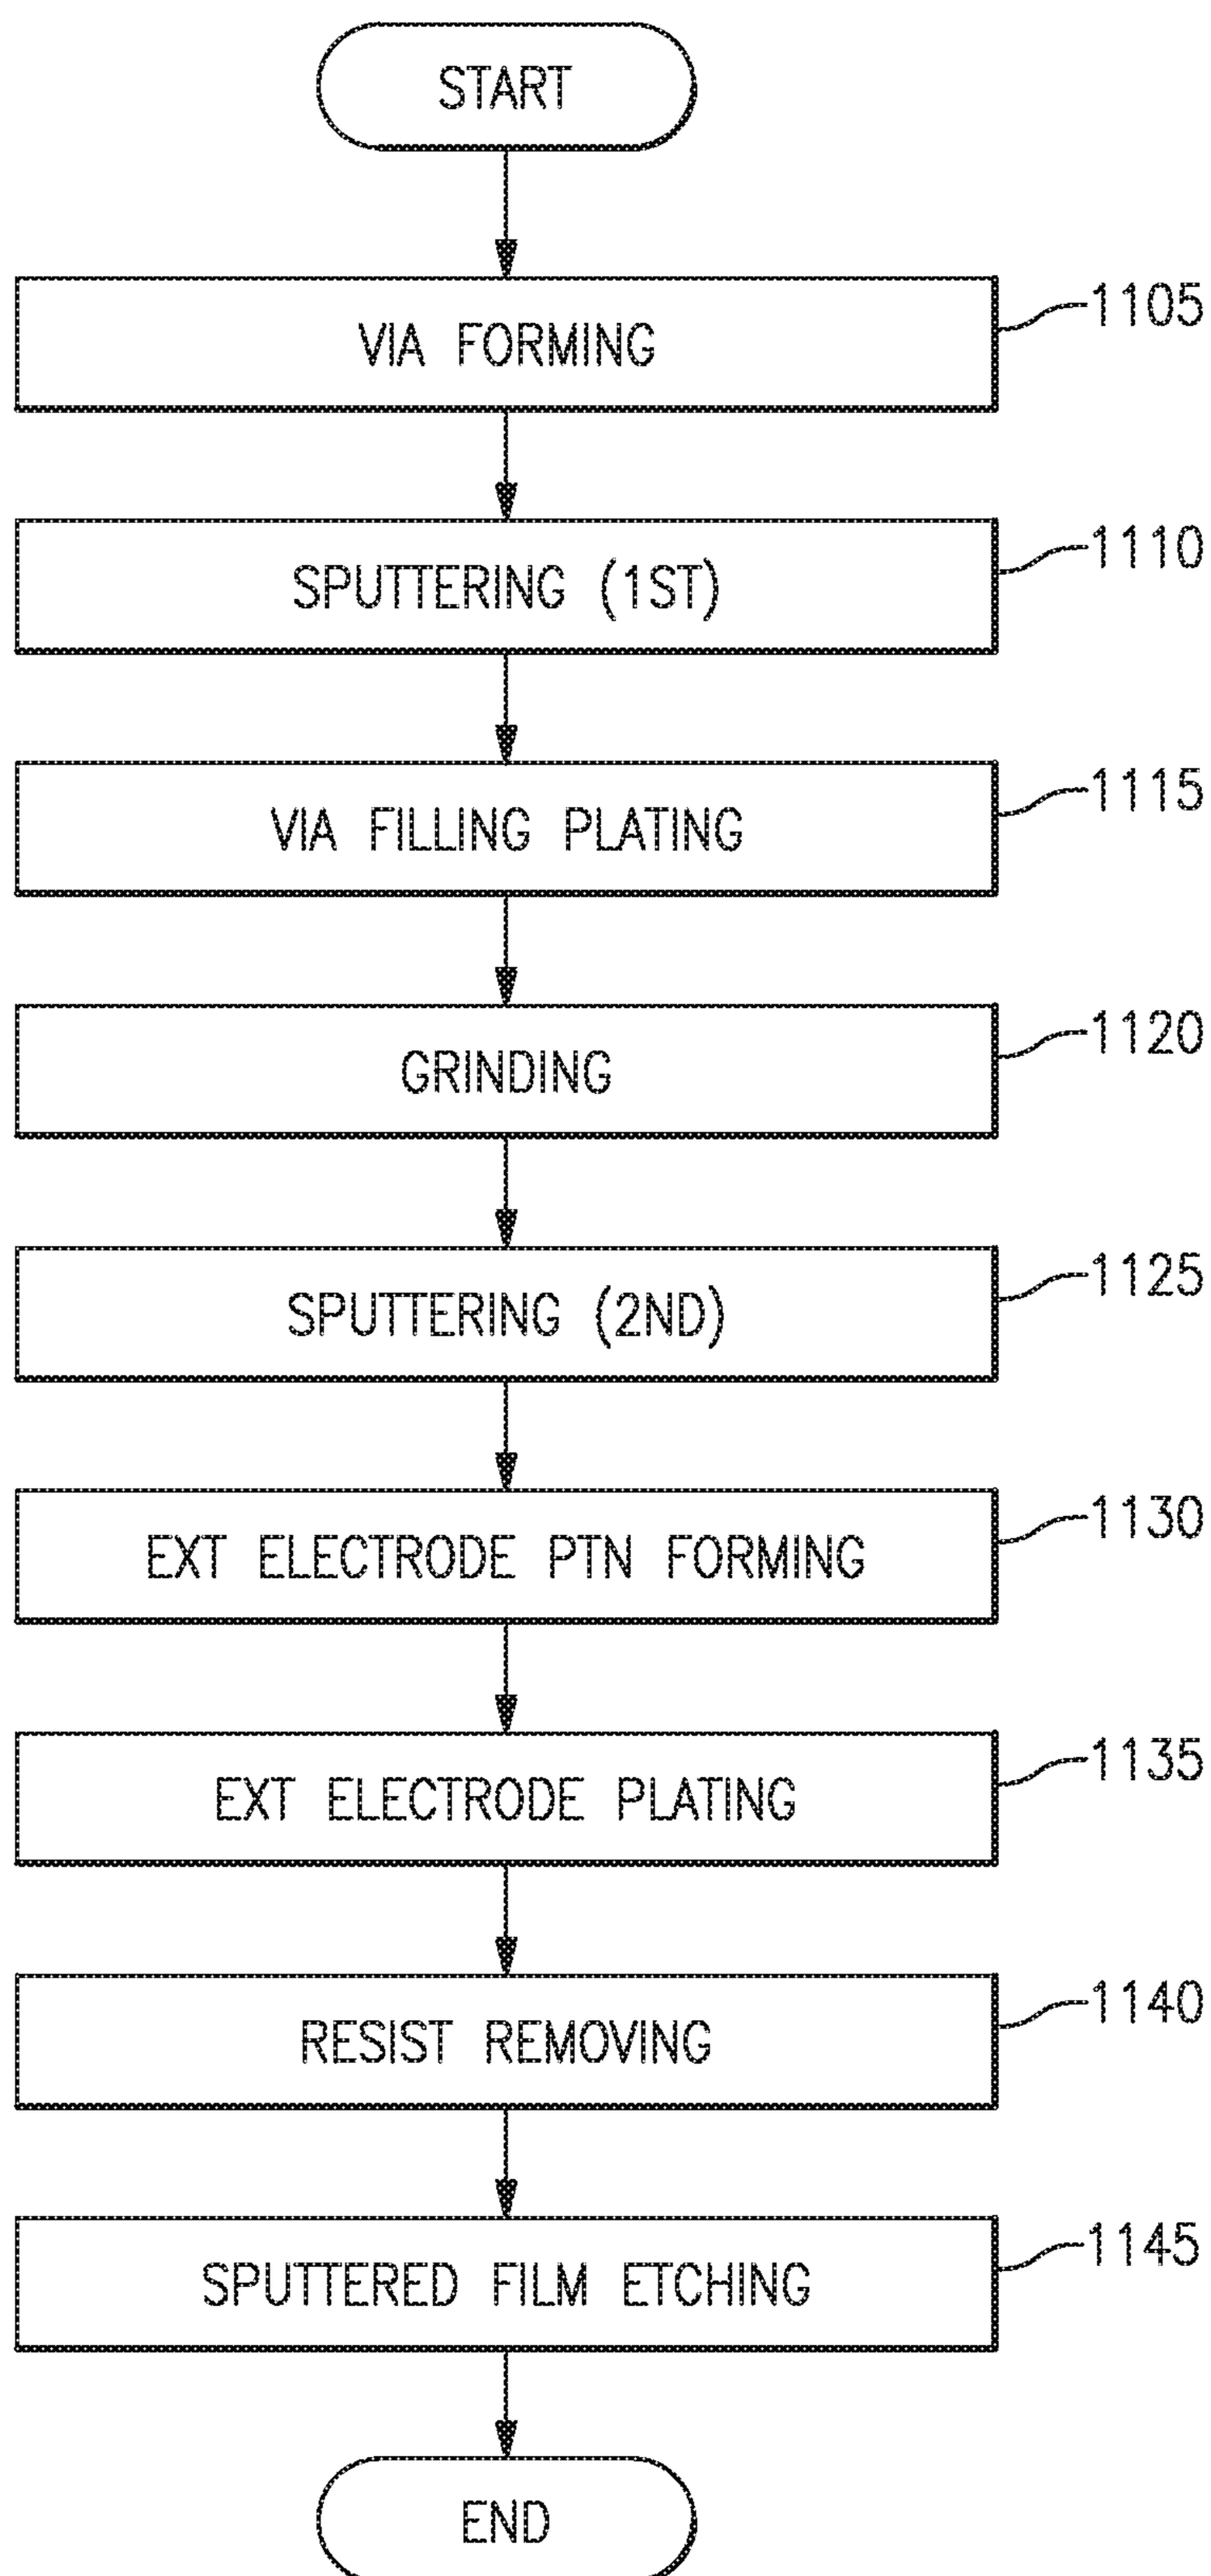 START
VIA FORMING
1105
SPUTTERING (1ST)
1110
VIA FILLING PLATING
1115
GRINDING
1120
SPUTTERING (2ND)
1125
EXT ELECTRODE PTN FORMING
1130
EXT ELECTRODE PLATING
1135
RESIST REMOVING
1140
SPUTTERED FILM ETCHING
1145
END